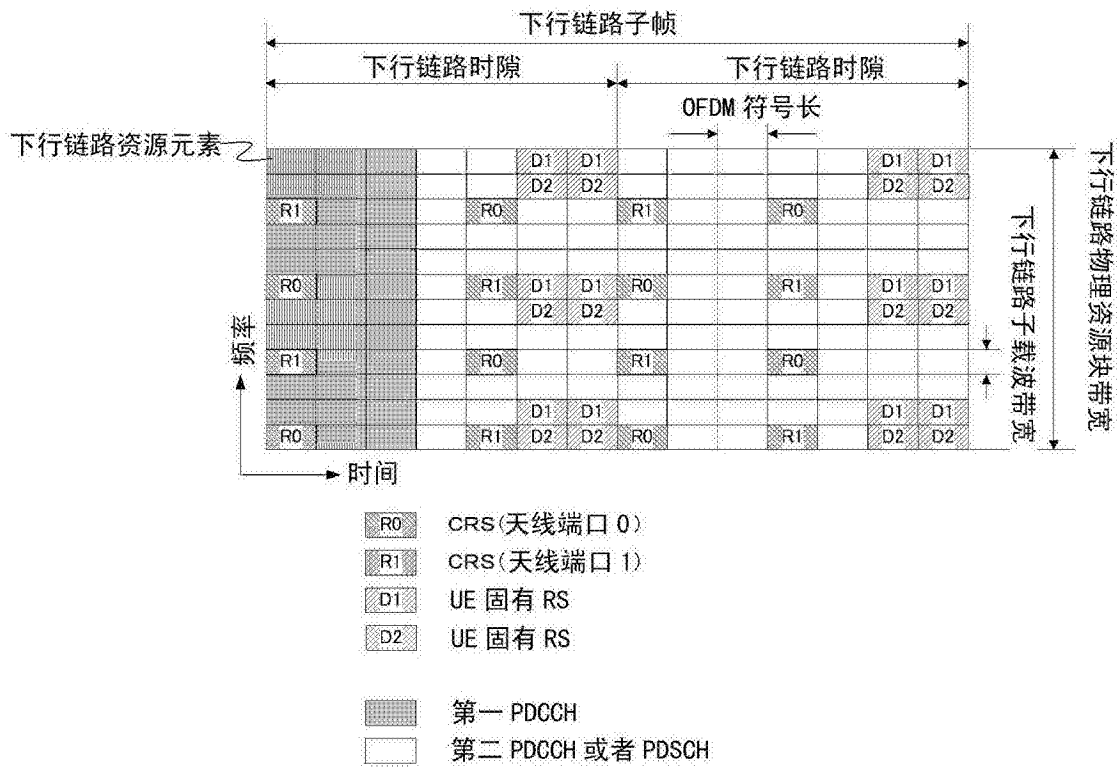 下行链路子帧
下行链路时隙 下行链路时隙
OFDM 符号长
下行链路资源元素
D1 D1 D1 D1
D2 D2 D2 D2
R1 R0 R1 R0
R0 R1 D1 D1 R0 R1 D1 D1
D2 D2 D2 D2
R1 R0 R1 R0
D1 D1 D1 D1
R0 R1 D2 D2 R0 R1 D2 D2
频率
时间
下行链路子载波带宽
下行链路物理资源块带宽
R0 CRS(天线端口 0)
R1 CRS(天线端口 1)
D1 UE 固有 RS
D2 UE 固有 RS
第一 PDCCH
第二 PDCCH 或者 PDSCH